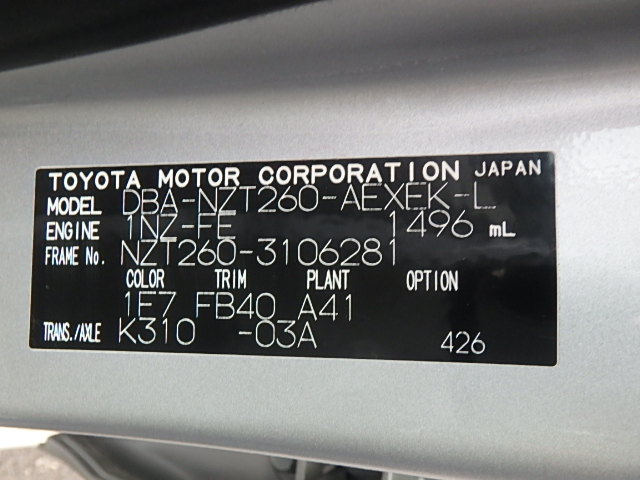 TOYOTA MOTOR CORPORATION JAPAN
MODEL DBA-NZT260-AEXEK-L
ENGINE 1NZ-FE 1496 mL
FRAME No. NZT260-3106281
COLOR TRIM PLANT OPTION
1E7 FB40 A41
TRANS./AXLE K310 -03A 426